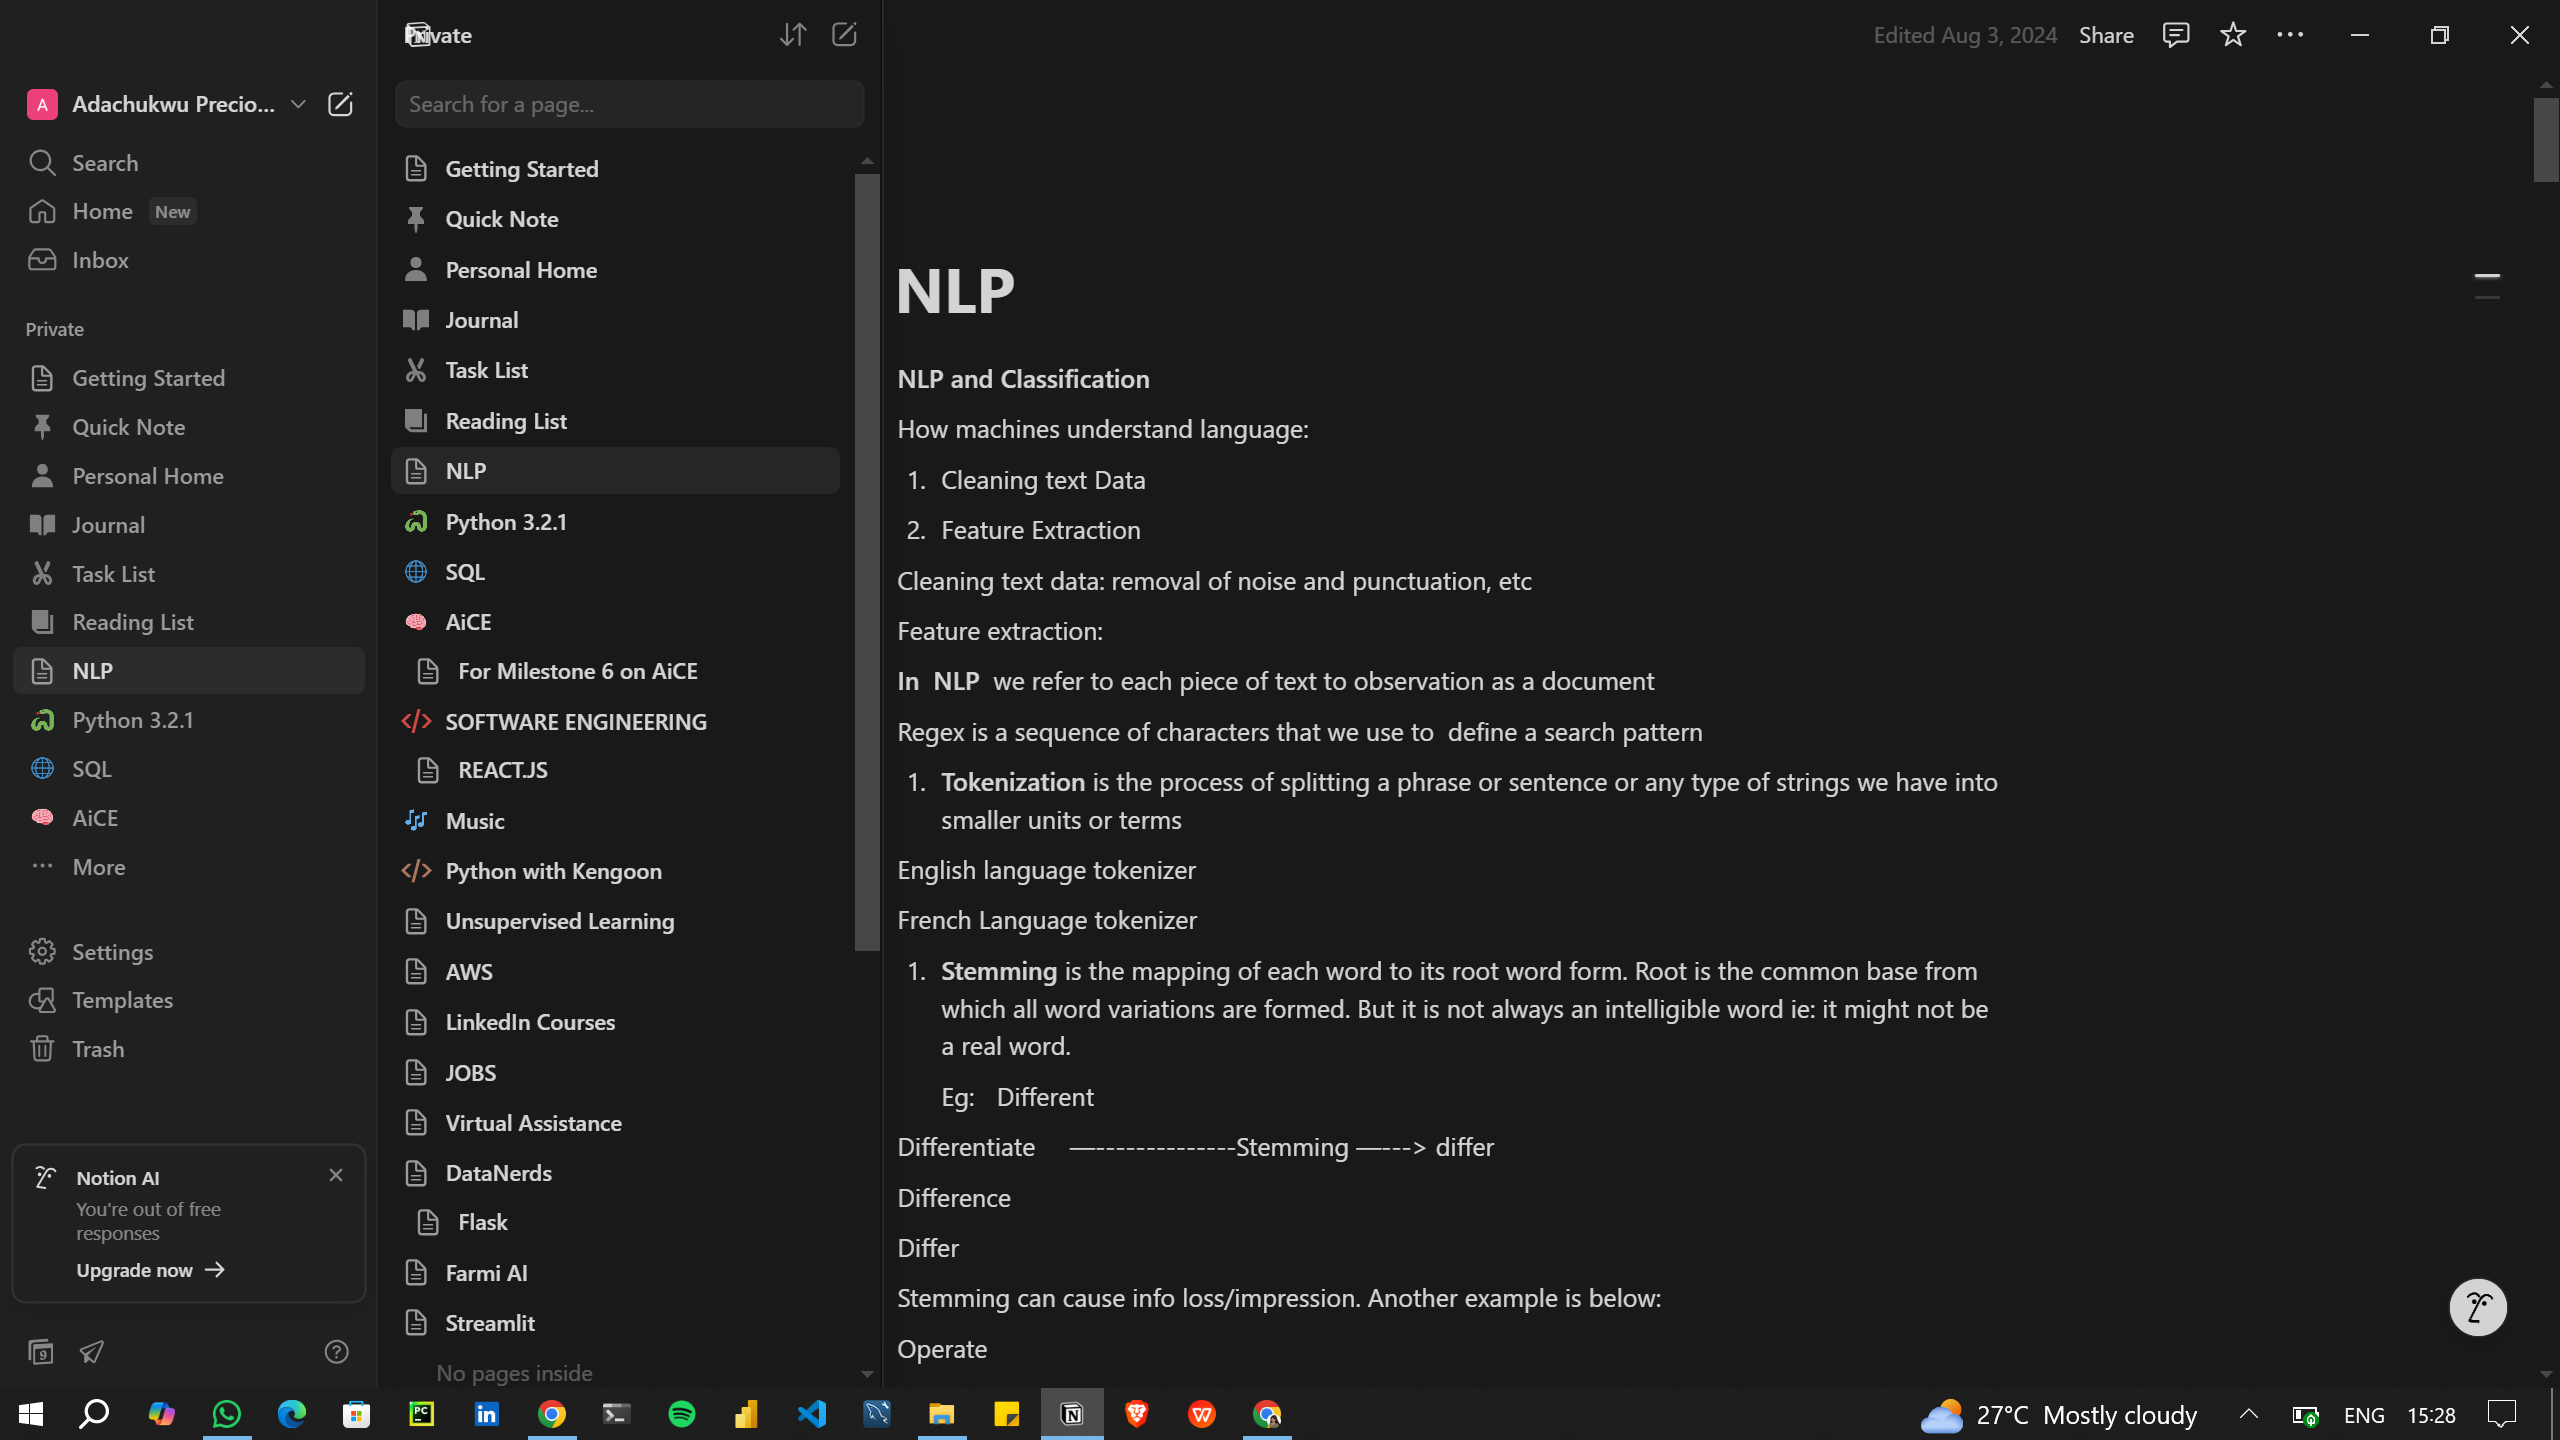 Adachukwu Precio...
Search
Home New
Inbox
Private
Getting Started
Quick Note
Personal Home
Journal
Task List
Reading List
NLP
Python 3.2.1
SQL
AiCE
More
Settings
Templates
Trash
Notion AI
You're out of free
responses
Upgrade now →
Private
Search for a page...
Getting Started
Quick Note
Personal Home
Journal
Task List
Reading List
NLP
Python 3.2.1
SQL
AiCE
For Milestone 6 on AiCE
SOFTWARE ENGINEERING
REACT.JS
Music
Python with Kengoon
Unsupervised Learning
AWS
LinkedIn Courses
JOBS
Virtual Assistance
DataNerds
Flask
Farmi AI
Streamlit
No pages inside
Edited Aug 3, 2024 Share
NLP
NLP and Classification
How machines understand language:
1. Cleaning text Data
2. Feature Extraction
Cleaning text data: removal of noise and punctuation, etc
Feature extraction:
In  NLP  we refer to each piece of text to observation as a document
Regex is a sequence of characters that we use to  define a search pattern
1. Tokenization is the process of splitting a phrase or sentence or any type of strings we have into
smaller units or terms
English language tokenizer
French Language tokenizer
1. Stemming is the mapping of each word to its root word form. Root is the common base from
which all word variations are formed. But it is not always an intelligible word ie: it might not be
a real word.
Eg:   Different
Differentiate     —---------------Stemming —---> differ
Difference
Differ
Stemming can cause info loss/impression. Another example is below:
Operate
27°C Mostly cloudy
ENG
15:28